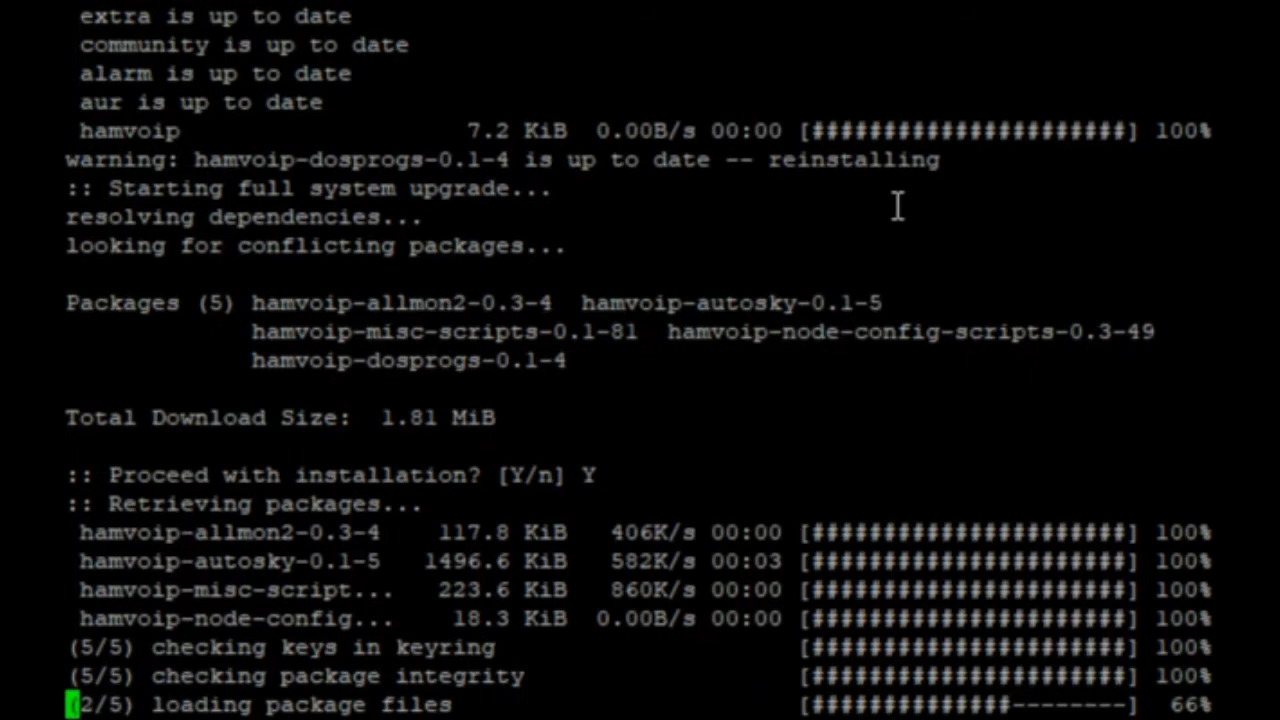 extra is up to date
community is up to date
alarm is up to date
aur is up to date
hamvoip 7.2 KiB 0.00B/s 00:00 [######################] 100%
warning: hamvoip-dosprogs-0.1-4 is up to date -- reinstalling
:: Starting full system upgrade...
resolving dependencies...
looking for conflicting packages...
Packages (5) hamvoip-allmon2-0.3-4 hamvoip-autosky-0.1-5
hamvoip-misc-scripts-0.1-81 hamvoip-node-config-scripts-0.3-49
hamvoip-dosprogs-0.1-4
Total Download Size: 1.81 MiB
:: Proceed with installation? [Y/n] Y
:: Retrieving packages...
hamvoip-allmon2-0.3-4 117.8 KiB 406K/s 00:00 [######################] 100%
hamvoip-autosky-0.1-5 1496.6 KiB 582K/s 00:03 [######################] 100%
hamvoip-misc-script... 223.6 KiB 860K/s 00:00 [######################] 100%
hamvoip-node-config... 18.3 KiB 0.00B/s 00:00 [######################] 100%
(5/5) checking keys in keyring [######################] 100%
(5/5) checking package integrity [######################] 100%
(2/5) loading package files [##############--------] 66%